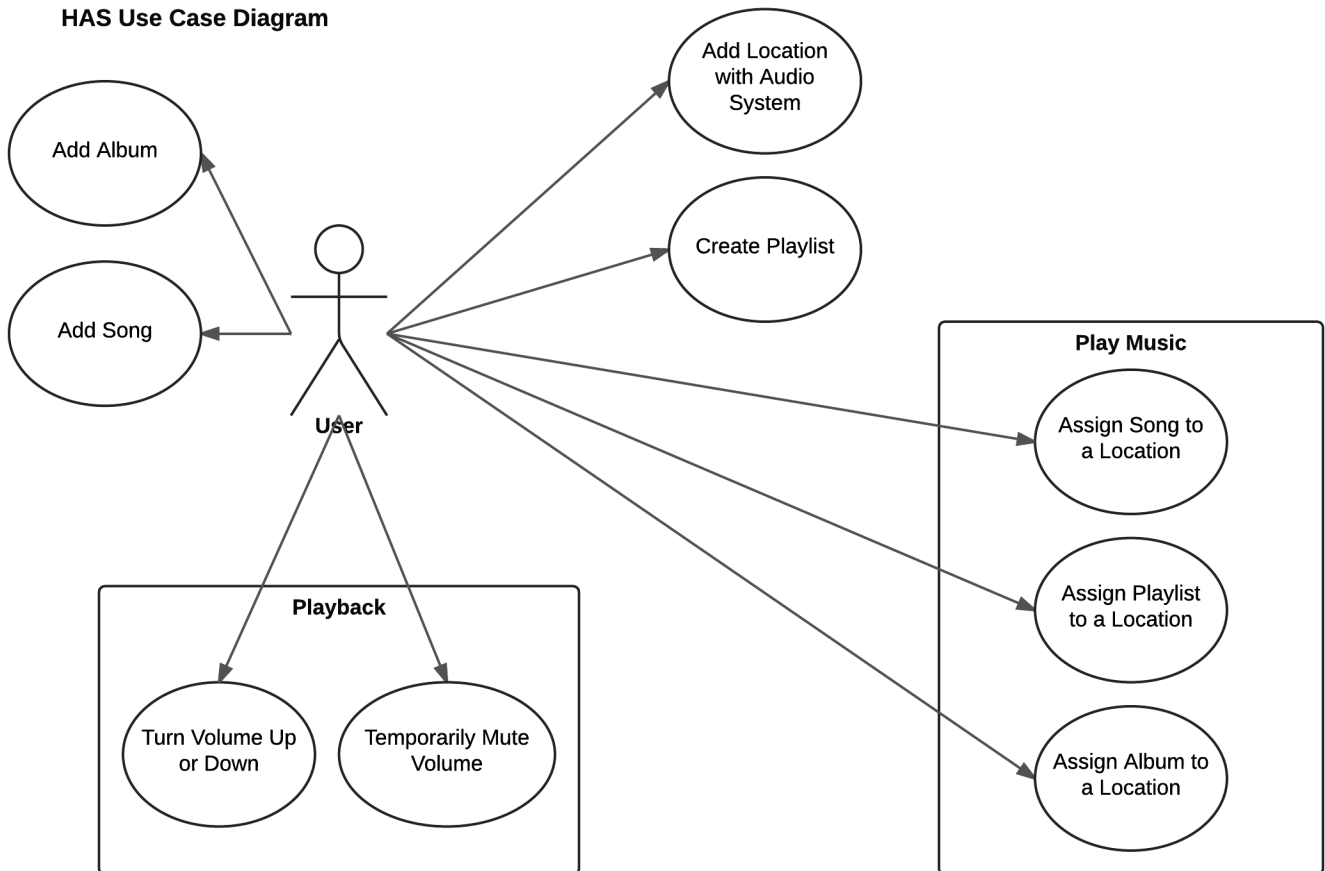 HAS Use Case Diagram
Add Album
Add Song
User
Add Location
with Audio
System
Create Playlist
Play Music
Assign Song to
a Location
Assign Playlist
to a Location
Assign Album to
a Location
Playback
Turn Volume Up
or Down
Temporarily Mute
Volume